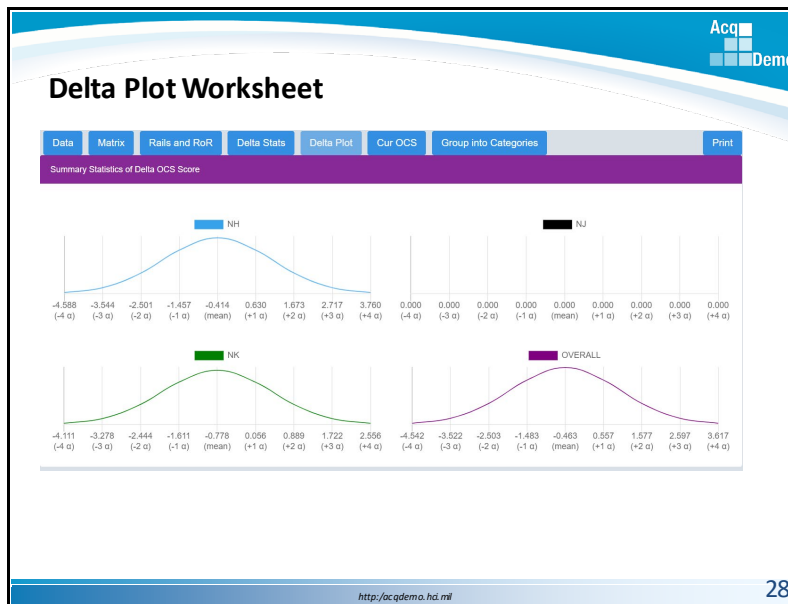 Acq
Demo
Delta Plot Worksheet
Data Matrix Rails and RoR Delta Stats Delta Plot Cur OCS Group into Categories Print
Summary Statistics of Delta OCS Score
NH
-4.588 -3.544 -2.501 -1.457 -0.414 0.630 1.673 2.717 3.760
(-4 α) (-3 α) (-2 α) (-1 α) (mean) (+1 α) (+2 α) (+3 α) (+4 α)
NJ
0.000 0.000 0.000 0.000 0.000 0.000 0.000 0.000 0.000
(-4 α) (-3 α) (-2 α) (-1 α) (mean) (+1 α) (+2 α) (+3 α) (+4 α)
NK
-4.111 -3.278 -2.444 -1.611 -0.778 0.056 0.889 1.722 2.556
(-4 α) (-3 α) (-2 α) (-1 α) (mean) (+1 α) (+2 α) (+3 α) (+4 α)
OVERALL
-4.542 -3.522 -2.503 -1.483 -0.463 0.557 1.577 2.597 3.617
(-4 α) (-3 α) (-2 α) (-1 α) (mean) (+1 α) (+2 α) (+3 α) (+4 α)
http:/acqdemo.hci.mil
28